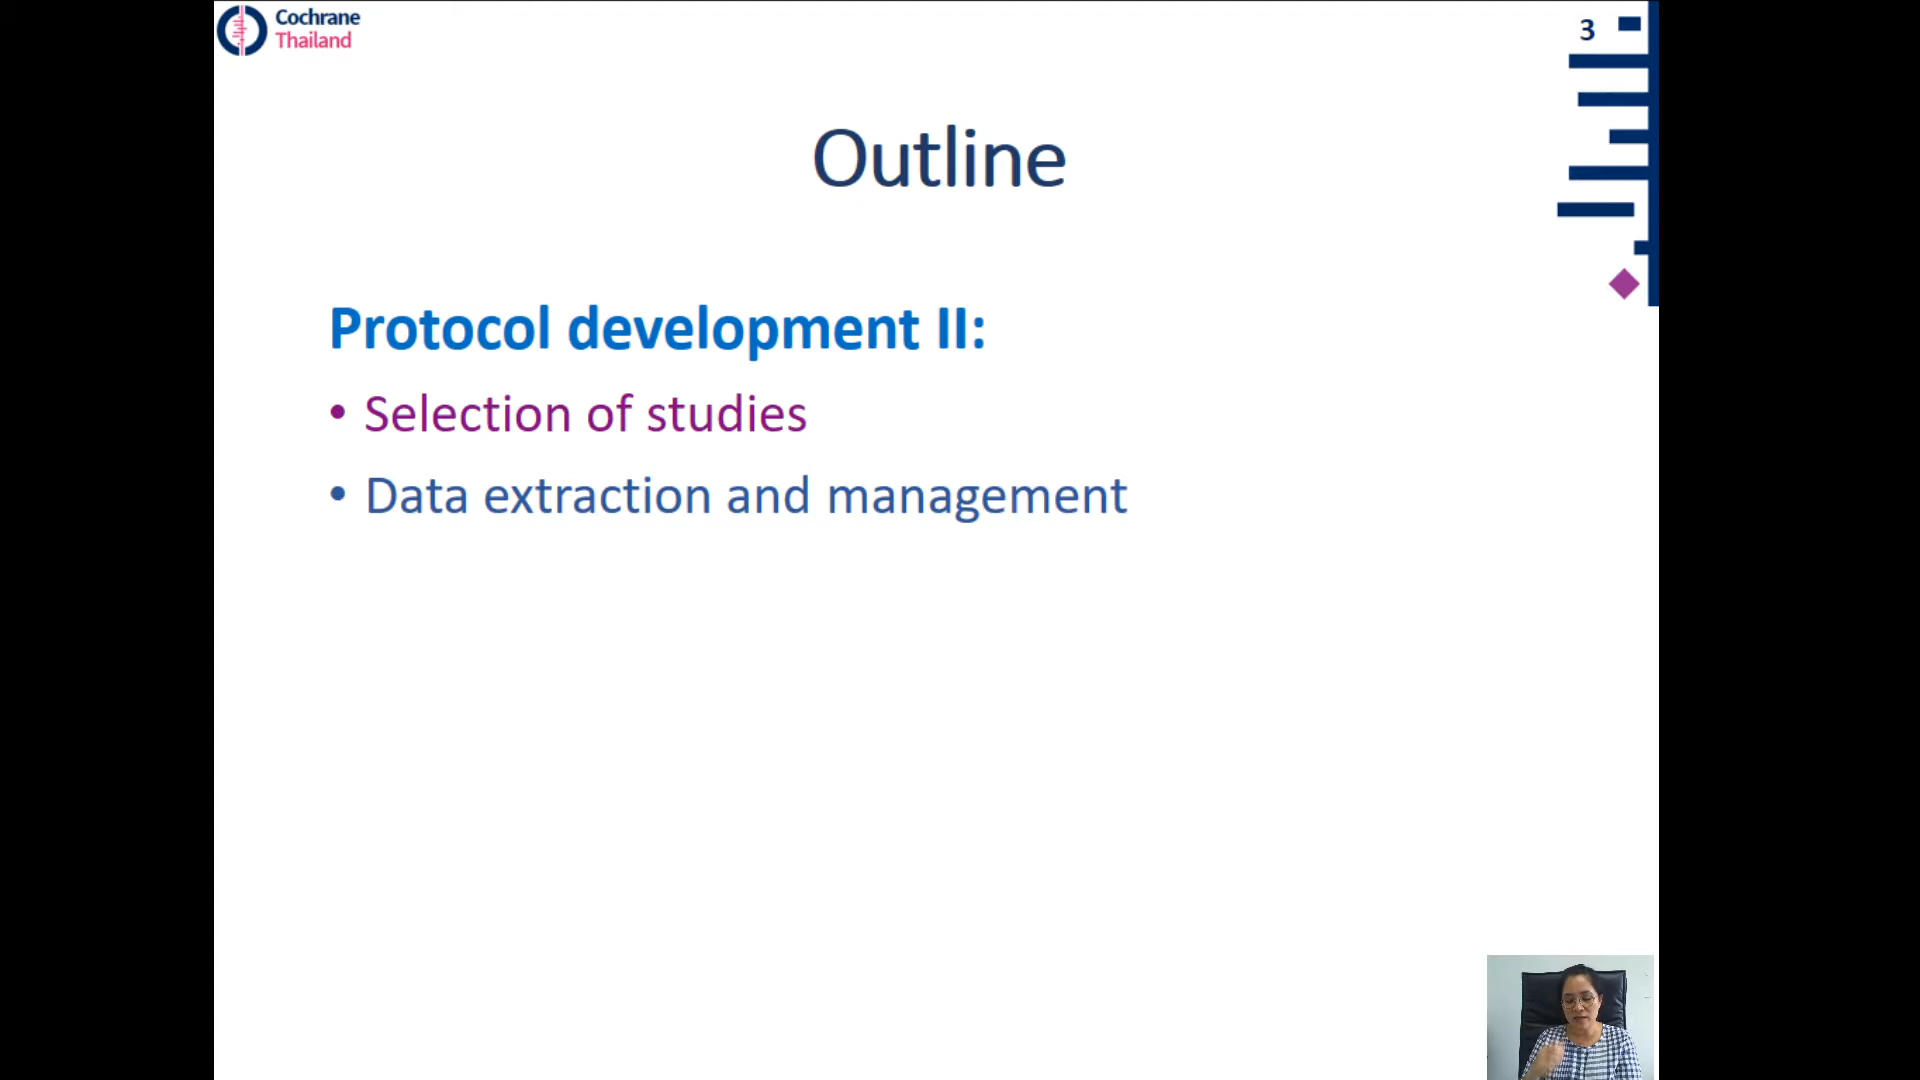 Cochrane
Thailand
3
Outline
Protocol development II:
• Selection of studies
• Data extraction and management